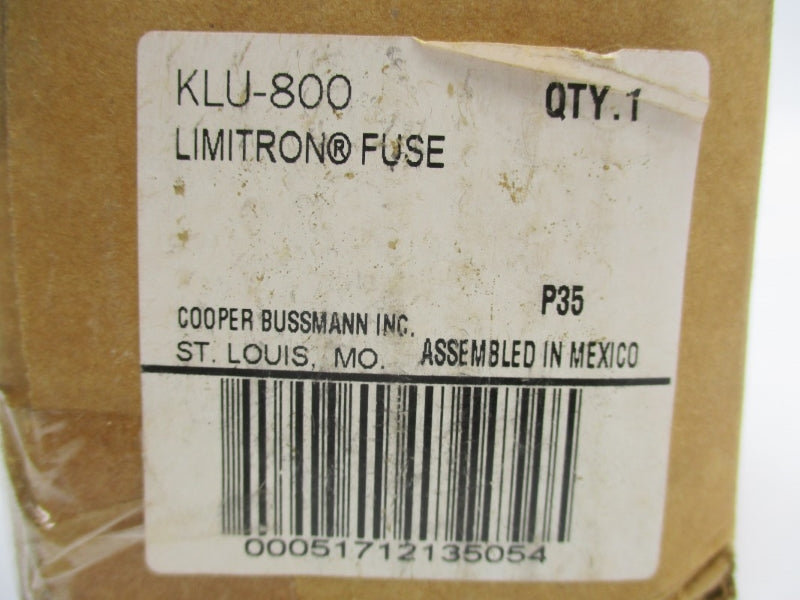 KLU-800 QTY.1
LIMITRON® FUSE
P35
COOPER BUSSMANN INC.
ST. LOUIS, MO. ASSEMBLED IN MEXICO
00051712135054